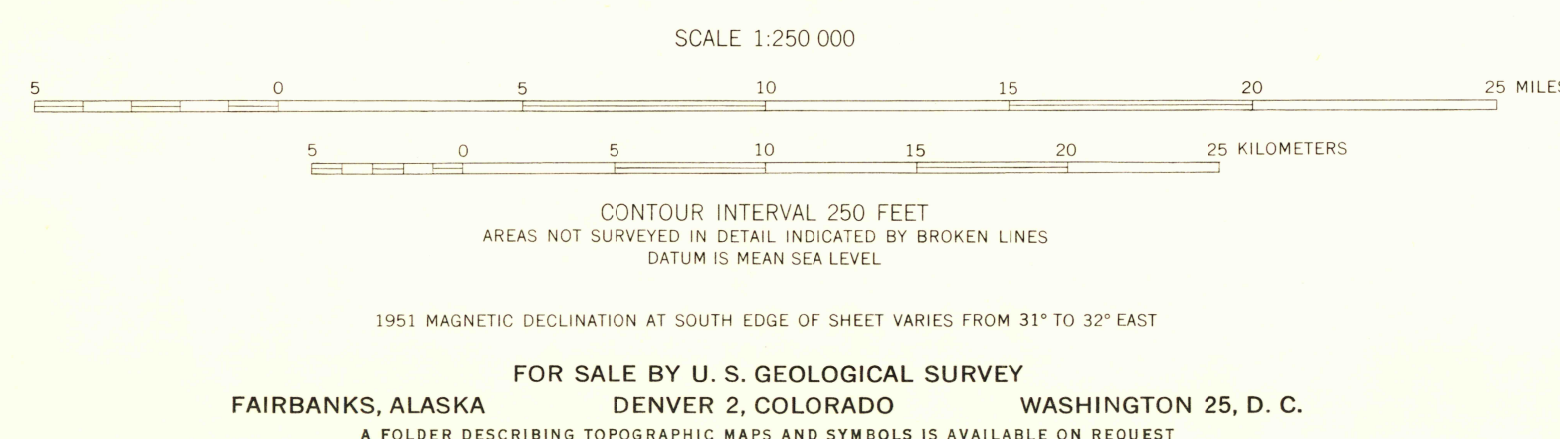 SCALE 1:250 000
5 0 5 10 15 20 25 MILES
5 0 5 10 15 20 25 KILOMETERS
CONTOUR INTERVAL 250 FEET
AREAS NOT SURVEYED IN DETAIL INDICATED BY BROKEN LINES
DATUM IS MEAN SEA LEVEL
1951 MAGNETIC DECLINATION AT SOUTH EDGE OF SHEET VARIES FROM 31° TO 32° EAST
FOR SALE BY U. S. GEOLOGICAL SURVEY
FAIRBANKS, ALASKA DENVER 2, COLORADO WASHINGTON 25, D. C.
A FOLDER DESCRIBING TOPOGRAPHIC MAPS AND SYMBOLS IS AVAILABLE ON REQUEST